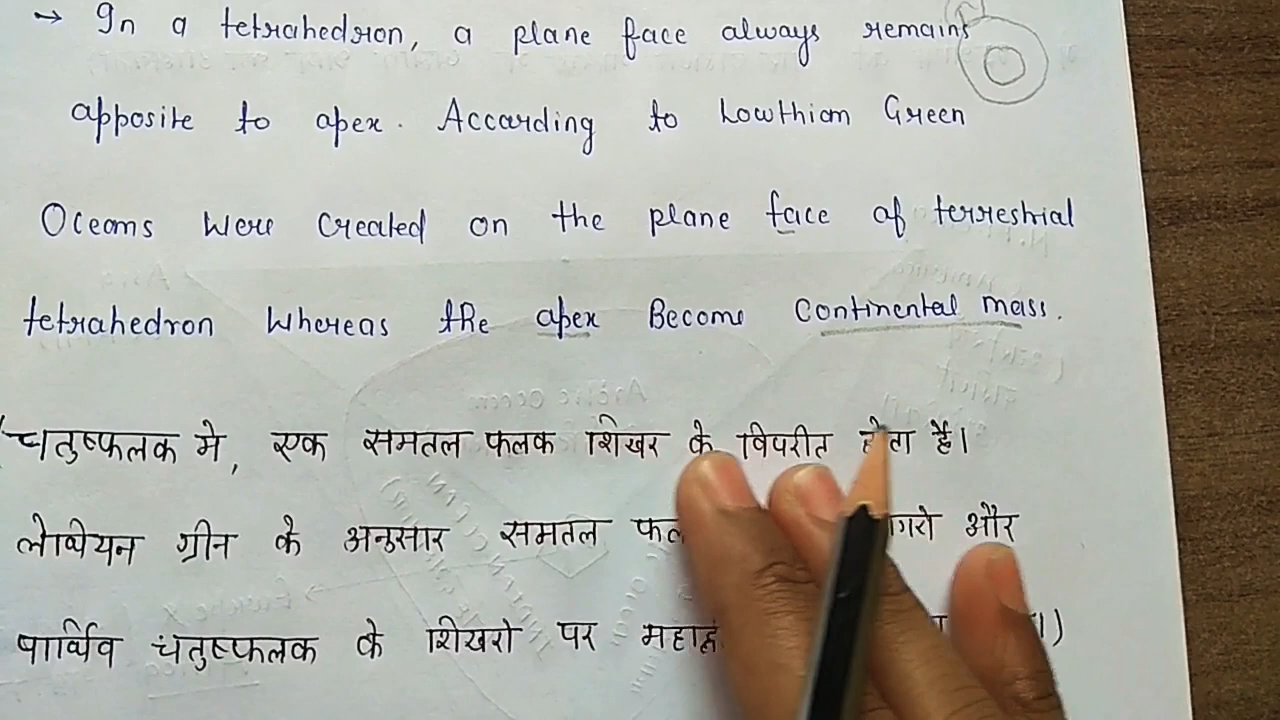 → In a tetrahedron, a plane face always remains
opposite to apex. According to Lowthian Green
Oceans were created on the plane face of terrestrial
tetrahedron whereas the apex Become Continental mass.
चतुष्फलक मे, एक समतल फलक शिखर के विपरीत होता है।
लोथियन ग्रीन के अनुसार समतल और
पार्थिव चतुष्फलक के शिखरो पर